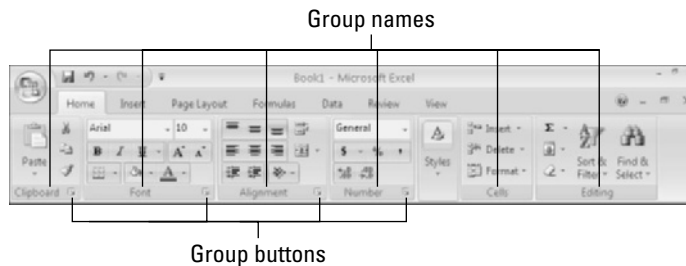 Group names
Book1 - Microsoft Excel
Home Insert Page Layout Formulas Data Review View
Arial 10 General Insert
Paste B I U $ % , Styles Delete Sort & Find &
Format Filter Select
Clipboard Font Alignment Number Cells Editing
Group buttons